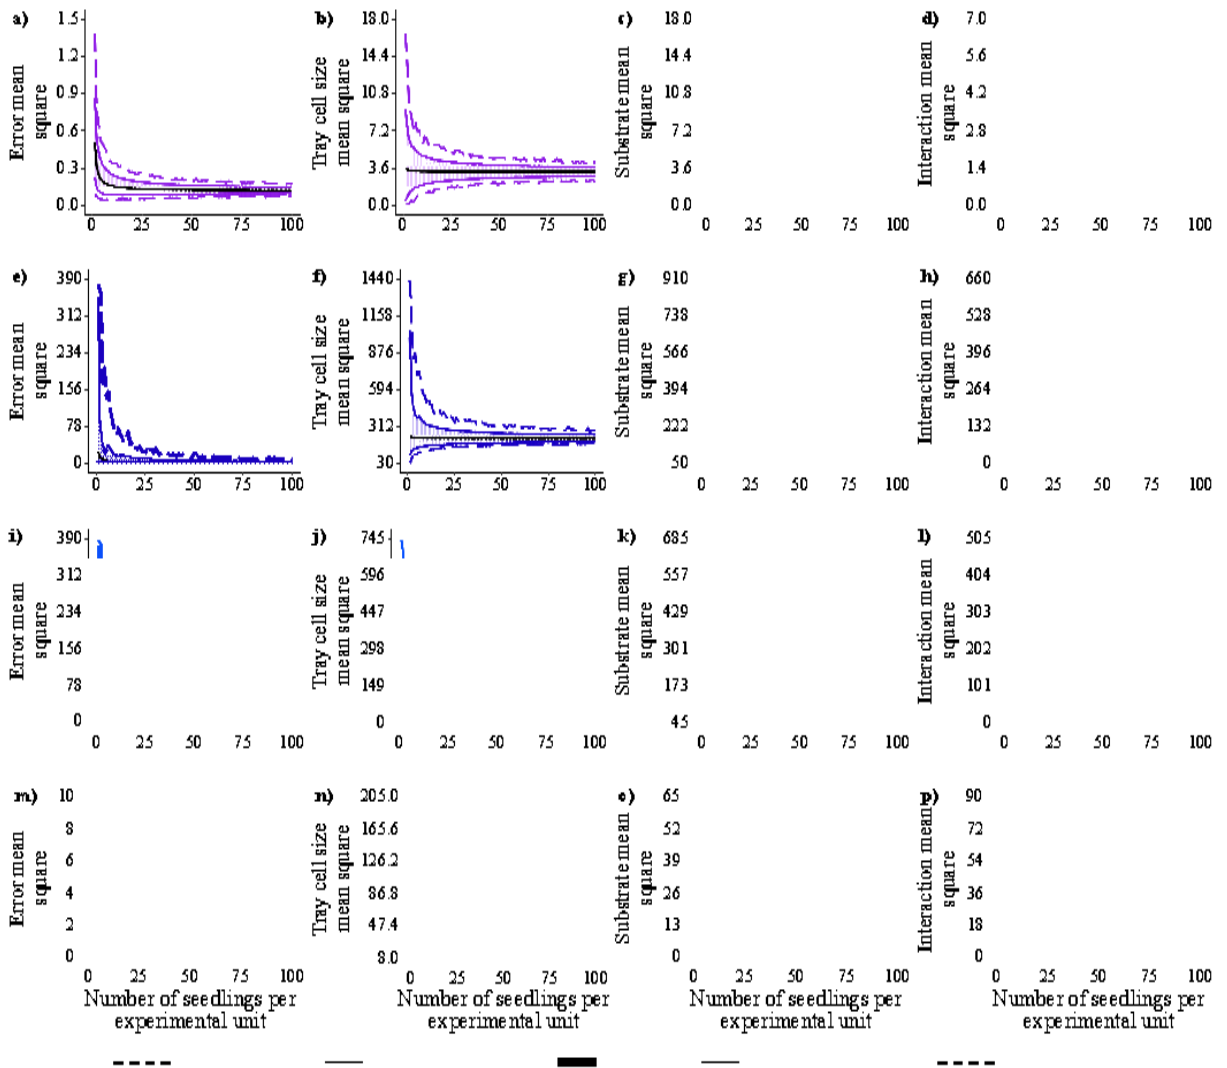 a) b) c) d)
Error mean square
1.5 1.2 0.9 0.6 0.3 0.0
0 25 50 75 100
Tray cell size mean square
18.0 14.4 10.8 7.2 3.6 0.0
0 25 50 75 100
Substrate mean square
18.0 14.4 10.8 7.2 3.6 0.0
0 25 50 75 100
Interaction mean square
7.0 5.6 4.2 2.8 1.4 0.0
0 25 50 75 100
e) f) g) h)
Error mean square
390 312 234 156 78 0
0 25 50 75 100
Tray cell size mean square
1440 1158 876 594 312 30
0 25 50 75 100
Substrate mean square
910 738 566 394 222 50
0 25 50 75 100
Interaction mean square
660 528 396 264 132 0
0 25 50 75 100
i) j) k) l)
Error mean square
390 312 234 156 78 0
0 25 50 75 100
Tray cell size mean square
745 596 447 298 149 0
0 25 50 75 100
Substrate mean square
685 557 429 301 173 45
0 25 50 75 100
Interaction mean square
505 404 303 202 101 0
0 25 50 75 100
m) n) o) p)
Error mean square
10 8 6 4 2 0
0 25 50 75 100
Tray cell size mean square
205.0 165.6 126.2 86.8 47.4 8.0
0 25 50 75 100
Substrate mean square
65 52 39 26 13 0
0 25 50 75 100
Interaction mean square
90 72 54 36 18 0
0 25 50 75 100
Number of seedlings per
experimental unit
Number of seedlings per
experimental unit
Number of seedlings per
experimental unit
Number of seedlings per
experimental unit